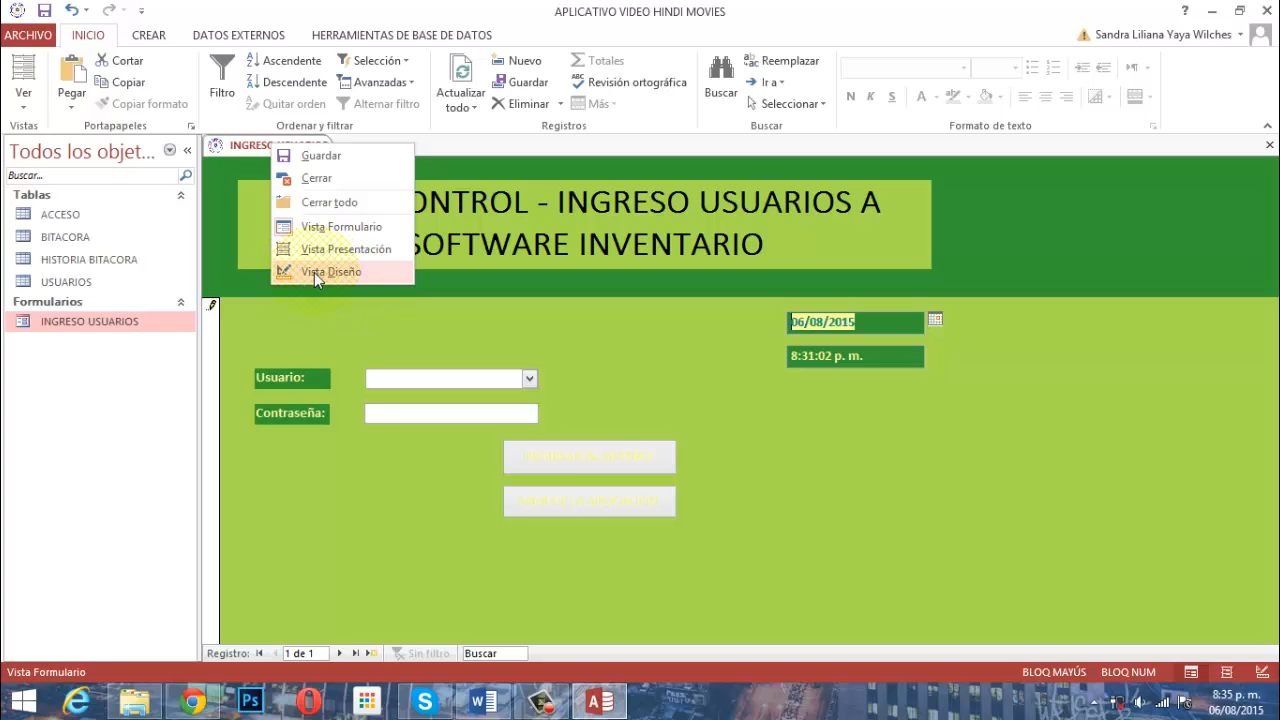 APLICATIVO VIDEO HINDI MOVIES
?
ARCHIVO INICIO CREAR DATOS EXTERNOS HERRAMIENTAS DE BASE DE DATOS
Sandra Liliana Yaya Wilches
Ver
Vistas
Pegar
Cortar
Copiar
Copiar formato
Portapapeles
Filtro
Ascendente
Descendente
Quitar orden
Selección
Avanzadas
Alternar filtro
Ordenar y filtrar
Actualizar
todo
Nuevo
Guardar
Eliminar
Totales
Revisión ortográfica
Más
Registros
Buscar
Reemplazar
Ir a
Seleccionar
Buscar
N K S A
Formato de texto
Todos los objet...
Buscar...
Tablas
ACCESO
BITACORA
HISTORIA BITACORA
USUARIOS
Formularios
INGRESO USUARIOS
Guardar
Cerrar
Cerrar todo
Vista Formulario
Vista Presentación
Vista Diseño
ONTROL - INGRESO USUARIOS A
SOFTWARE INVENTARIO
06/08/2015
8:31:02 p. m.
Usuario:
Contraseña:
Registro: 1 de 1 Sin filtro Buscar
Vista Formulario BLOQ MAYÚS BLOQ NUM
8:35 p. m.
06/08/2015